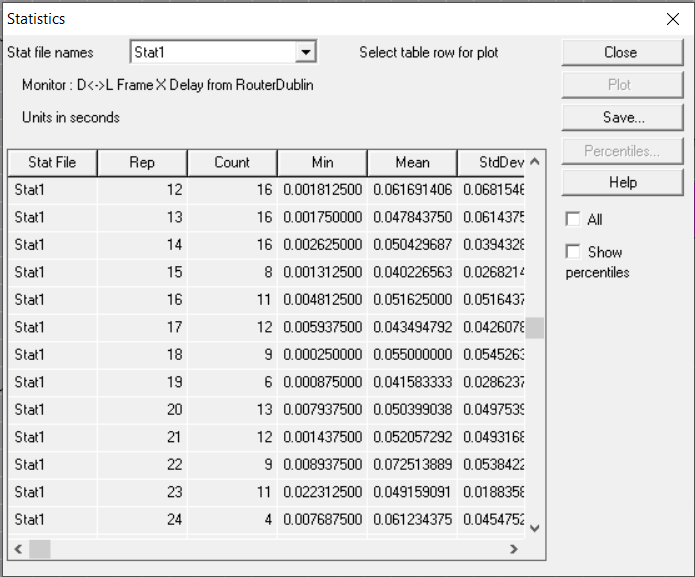 Statistics
Stat file names Stat1 Select table row for plot Close
Monitor : D<->L Frame X Delay from RouterDublin Plot
Units in seconds Save...
Stat File Rep Count Min Mean StdDev Percentiles...
Stat1 12 16 0.001812500 0.061691406 0.0681546 Help
Stat1 13 16 0.001750000 0.047843750 0.0614375 All
Stat1 14 16 0.002625000 0.050429687 0.0394328 Show
Stat1 15 8 0.001312500 0.040226563 0.0268214 percentiles
Stat1 16 11 0.004812500 0.051625000 0.0516437
Stat1 17 12 0.005937500 0.043494792 0.0426078
Stat1 18 9 0.000250000 0.055000000 0.0545263
Stat1 19 6 0.000875000 0.041583333 0.0286237
Stat1 20 13 0.007937500 0.050399038 0.0497539
Stat1 21 12 0.001437500 0.052057292 0.0493168
Stat1 22 9 0.008937500 0.072513889 0.0538422
Stat1 23 11 0.022312500 0.049159091 0.0188358
Stat1 24 4 0.007687500 0.061234375 0.0454752